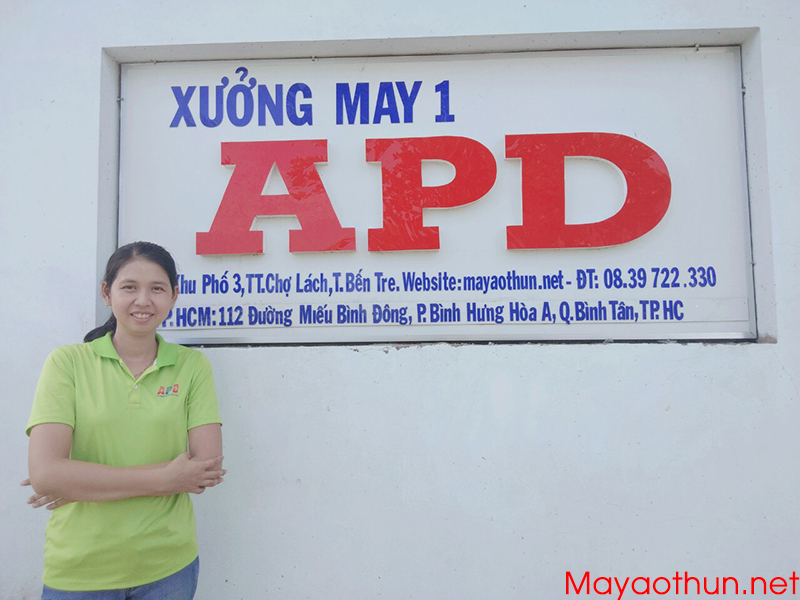 XƯỞNG MAY 1
APD
Khu Phố 3,TT.Chợ Lách,T.Bến Tre. Website:mayaothun.net - ĐT: 08.39 722.330
P.HCM:112 Đường Miếu Bình Đông, P.Bình Hưng Hòa A, Q.Bình Tân,TP.HC
APD
Mayaothun.net